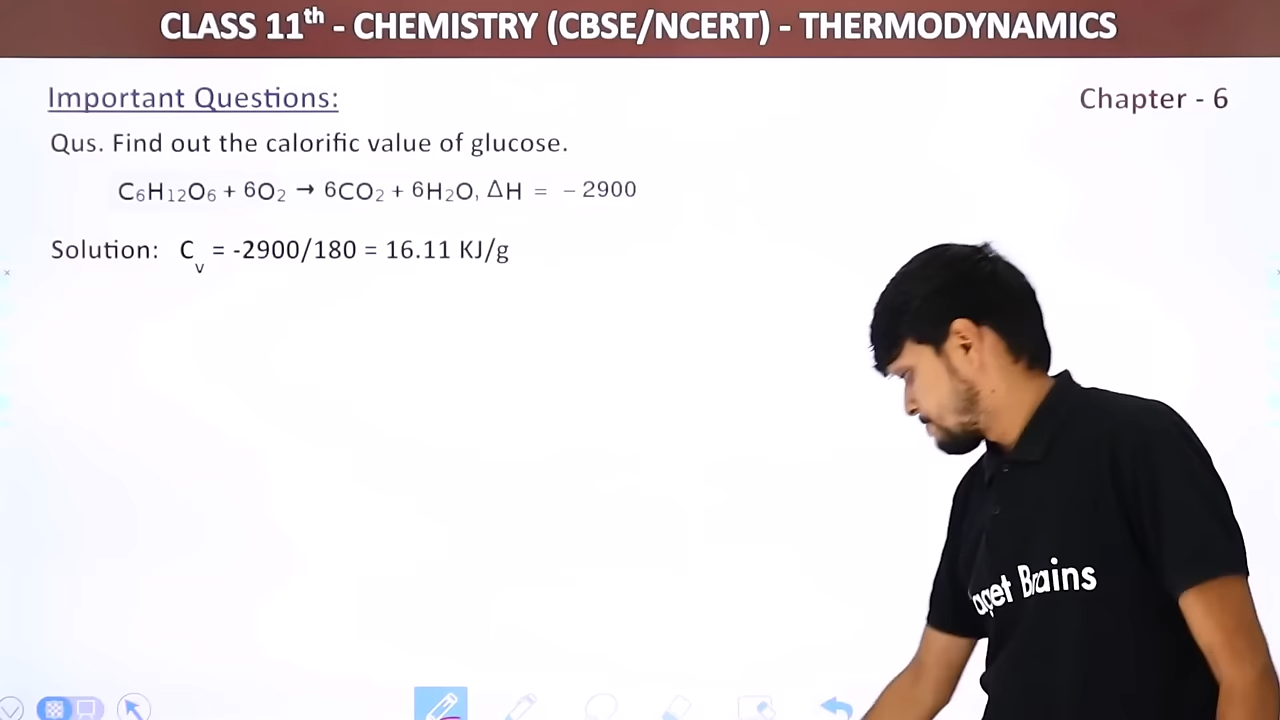 CLASS 11th - CHEMISTRY (CBSE/NCERT) - THERMODYNAMICS
Important Questions:
Chapter - 6
Qus. Find out the calorific value of glucose.
C₆H₁₂O₆ + 6O₂ → 6CO₂ + 6H₂O, ΔH = − 2900
Solution: Cᵥ = -2900/180 = 16.11 KJ/g
Brains